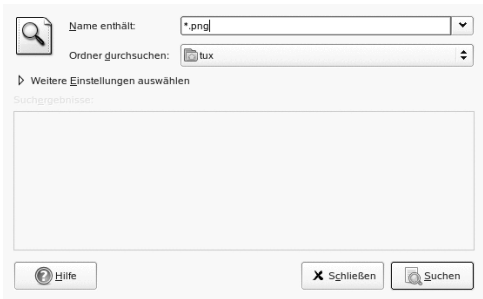 Name enthält: *.png
Ordner durchsuchen: tux
Weitere Einstellungen auswählen
Suchergebnisse:
Hilfe
Schließen
Suchen